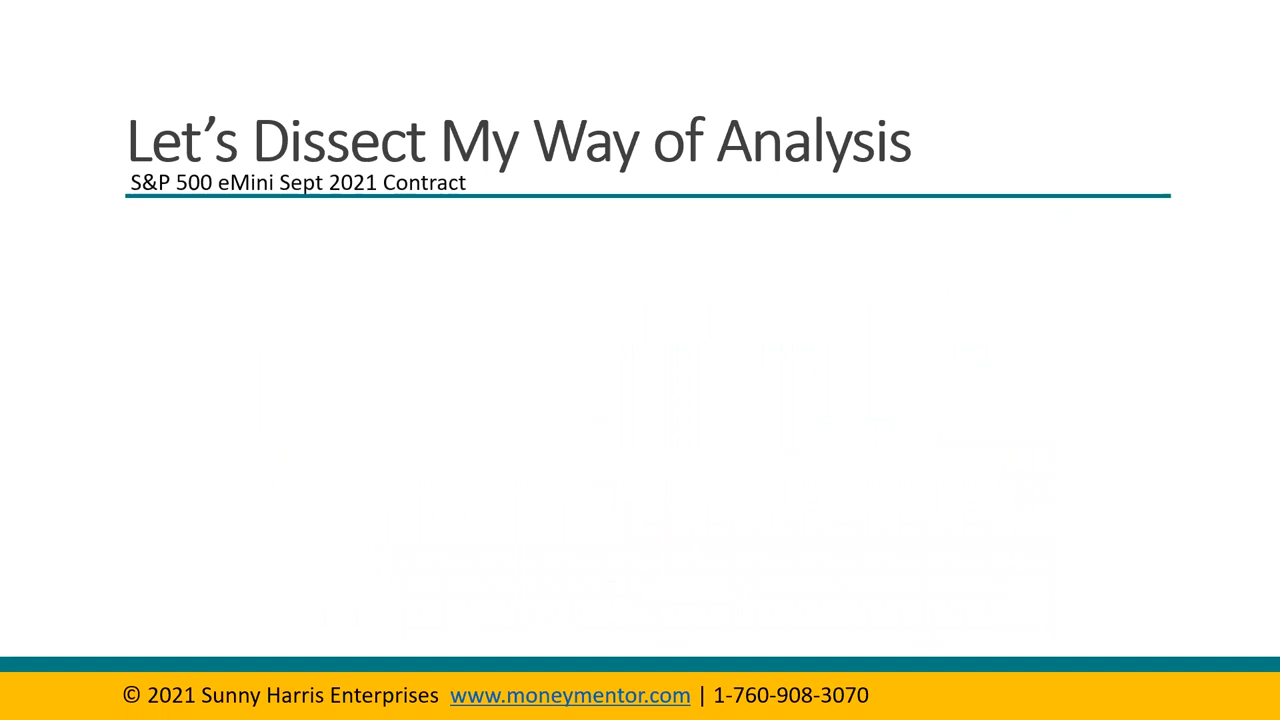 Let’s Dissect My Way of Analysis
S&P 500 eMini Sept 2021 Contract
© 2021 Sunny Harris Enterprises www.moneymentor.com | 1-760-908-3070